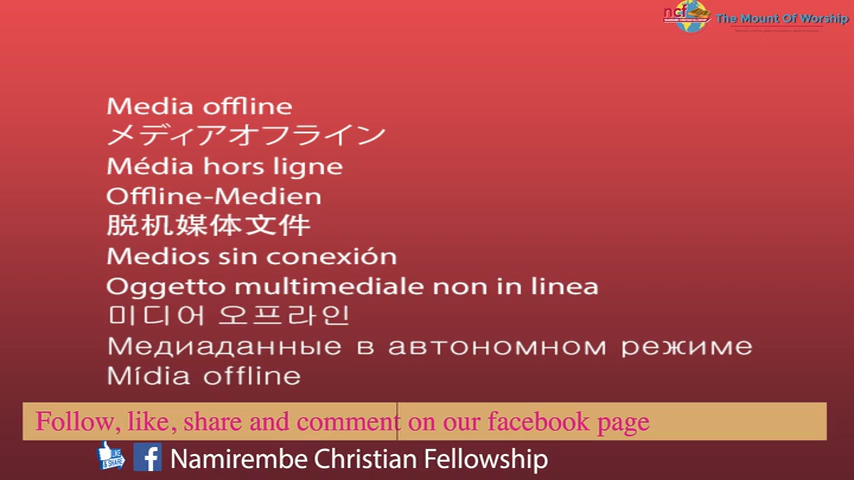 ncf The Mount Of Worship
Media offline
メディアオフライン
Média hors ligne
Offline-Medien
脱机媒体文件
Medios sin conexión
Oggetto multimediale non in linea
미디어 오프라인
Медиаданные в автономном режиме
Mídia offline
Follow, like, share and comment on our facebook page
LIKE
& SHARE
f Namirembe Christian Fellowship